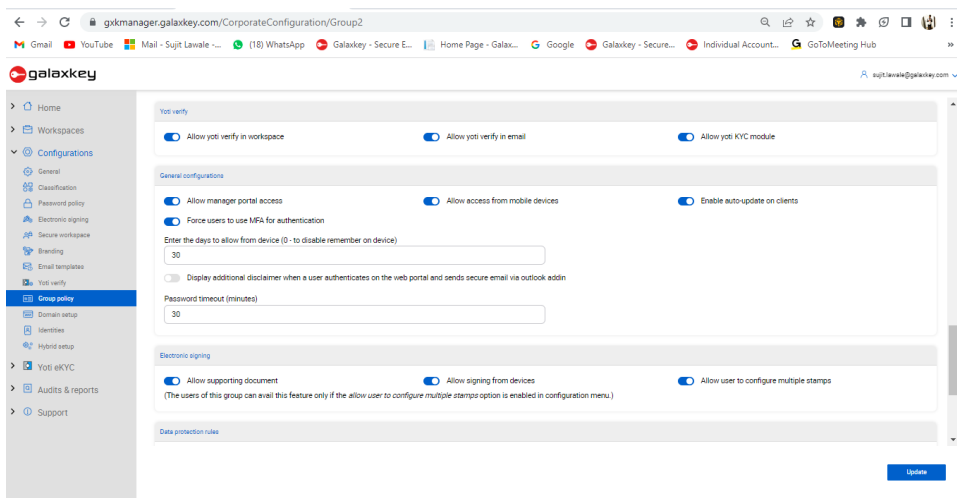 gxkmanager.galaxkey.com/CorporateConfiguration/Group2
Gmail YouTube Mail - Sujit Lawale -... (18) WhatsApp Galaxkey - Secure E... Home Page - Galax... Google Galaxkey - Secure... Individual Account... GoToMeeting Hub »
galaxkey
sujit.lawale@galaxkey.com
Home
Workspaces
Configurations
General
Classification
Password policy
Electronic signing
Secure workspace
Branding
Email templates
Yoti verify
Group policy
Domain setup
Identities
Hybrid setup
Yoti eKYC
Audits & reports
Support
Yoti verify
Allow yoti verify in workspace Allow yoti verify in email Allow yoti KYC module
General configurations
Allow manager portal access Allow access from mobile devices Enable auto-update on clients
Force users to use MFA for authentication
Enter the days to allow from device (0 - to disable remember on device)
30
Display additional disclaimer when a user authenticates on the web portal and sends secure email via outlook addin
Password timeout (minutes)
30
Electronic signing
Allow supporting document Allow signing from devices Allow user to configure multiple stamps
(The users of this group can avail this feature only if the allow user to configure multiple stamps option is enabled in configuration menu.)
Data protection rules
Update